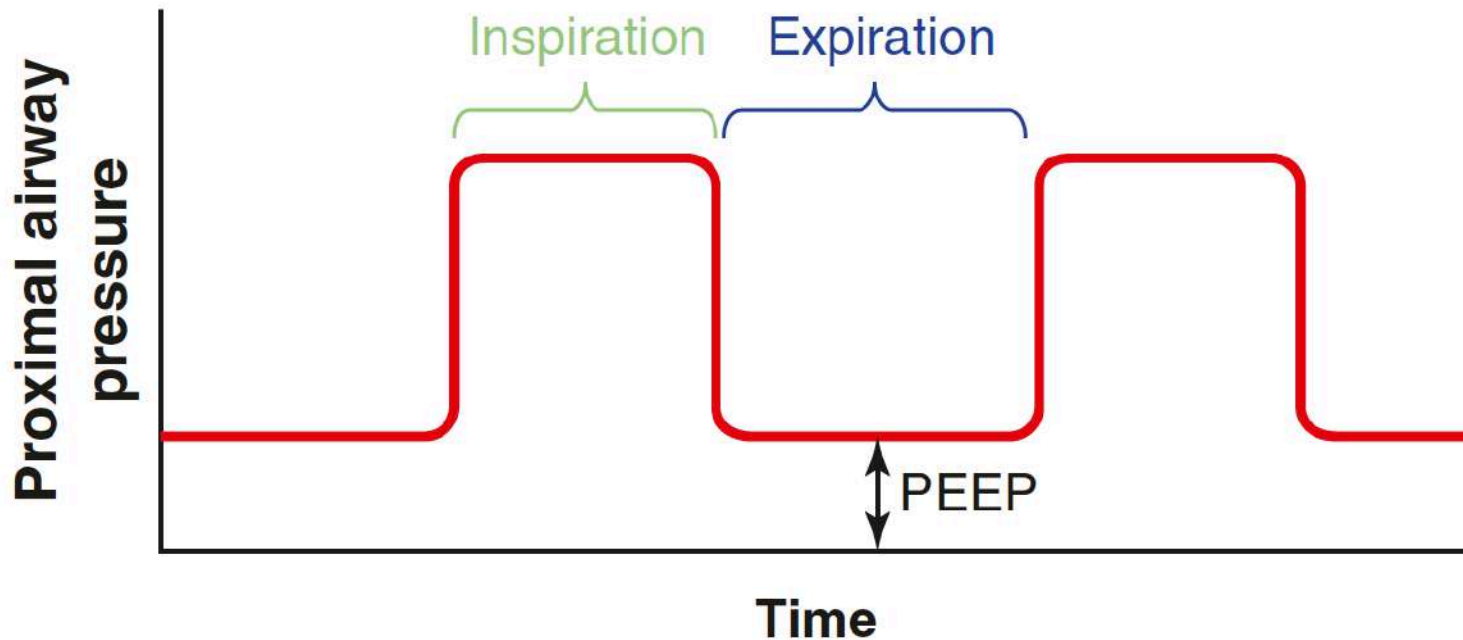 Inspiration
Expiration
Proximal airway
pressure
PEEP
Time